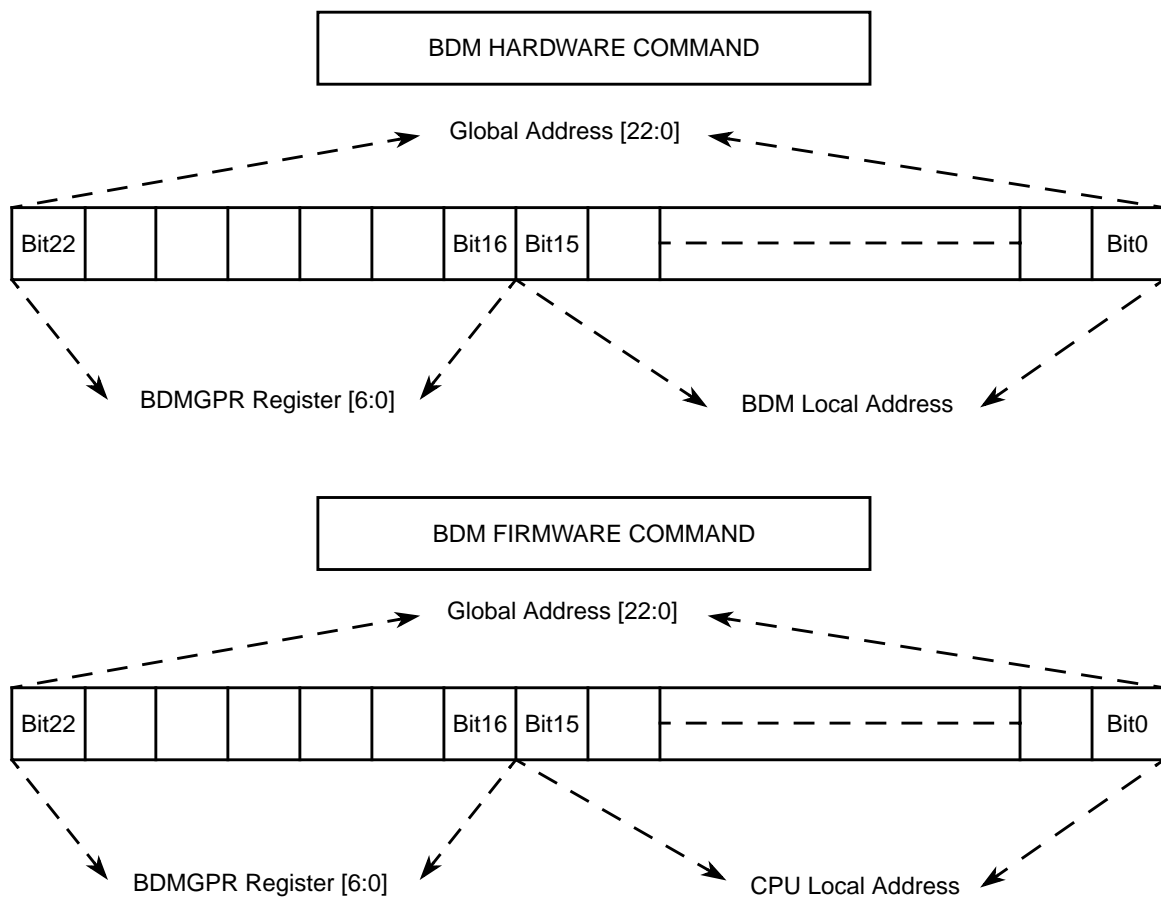 BDM HARDWARE COMMAND
Global Address [22:0]
Bit22 Bit16 Bit15 Bit0
BDMGPR Register [6:0] BDM Local Address
BDM FIRMWARE COMMAND
Global Address [22:0]
Bit22 Bit16 Bit15 Bit0
BDMGPR Register [6:0] CPU Local Address